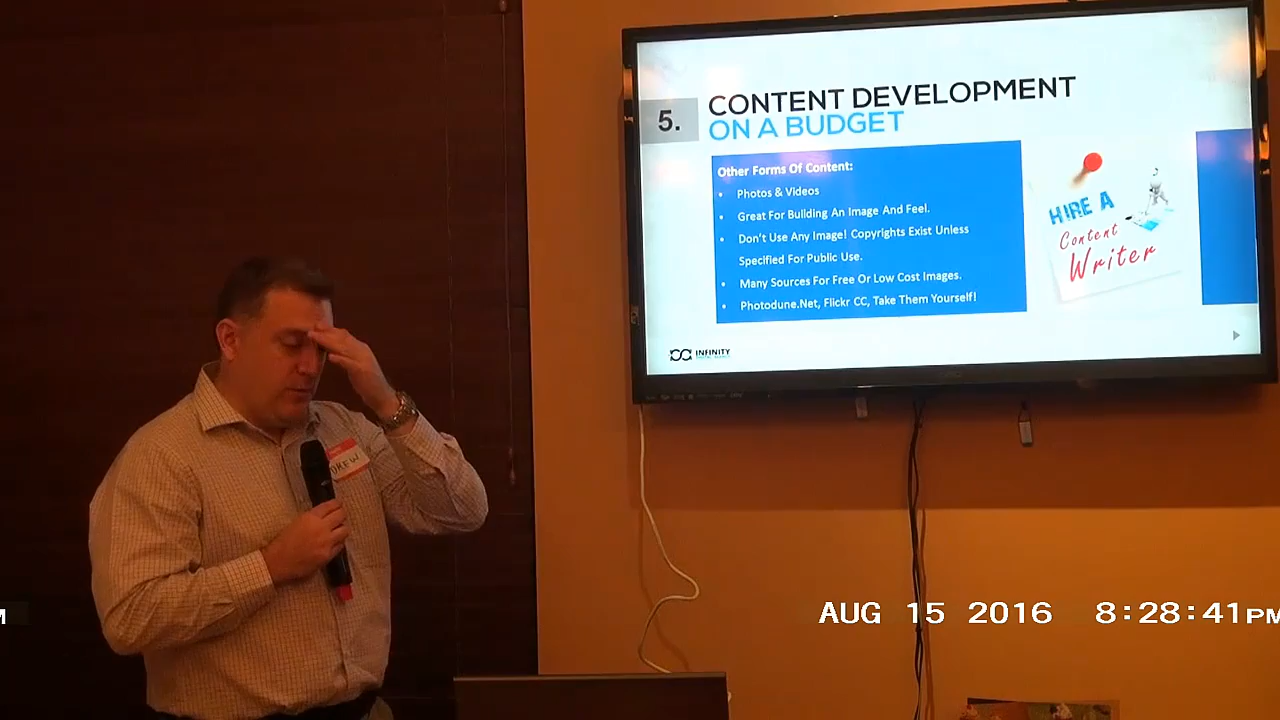 5.
CONTENT DEVELOPMENT
ON A BUDGET
Other Forms Of Content:
• Photos & Videos
• Great For Building An Image And Feel.
• Don't Use Any Image! Copyrights Exist Unless
Specified For Public Use.
• Many Sources For Free Or Low Cost Images.
• Photodune.Net, Flickr CC, Take Them Yourself!
HIRE A
Content
Writer
INFINITY
DREW
M
AUG 15 2016 8:28:41PM